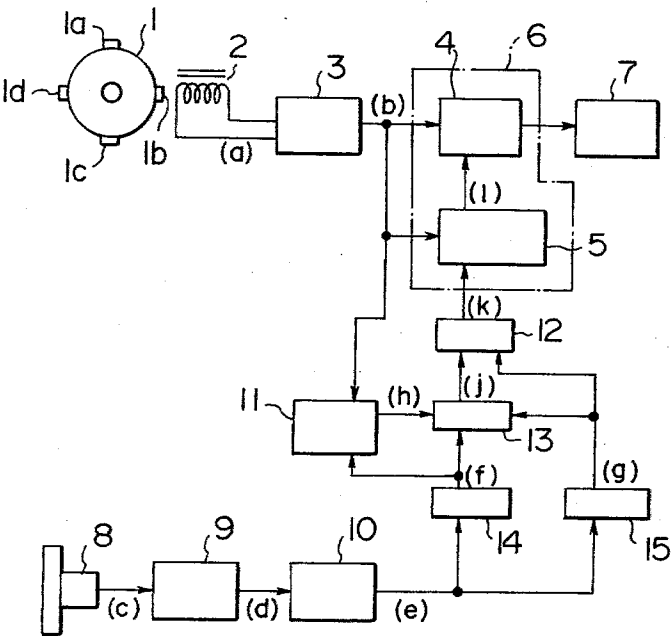 1a 1 2 3 4 6 7
1d 1b (b)
1c (a)
(l)
5
(k)
12
11 (h) (j)
13
(f) (g)
8 9 10 14 15
(c) (d) (e)